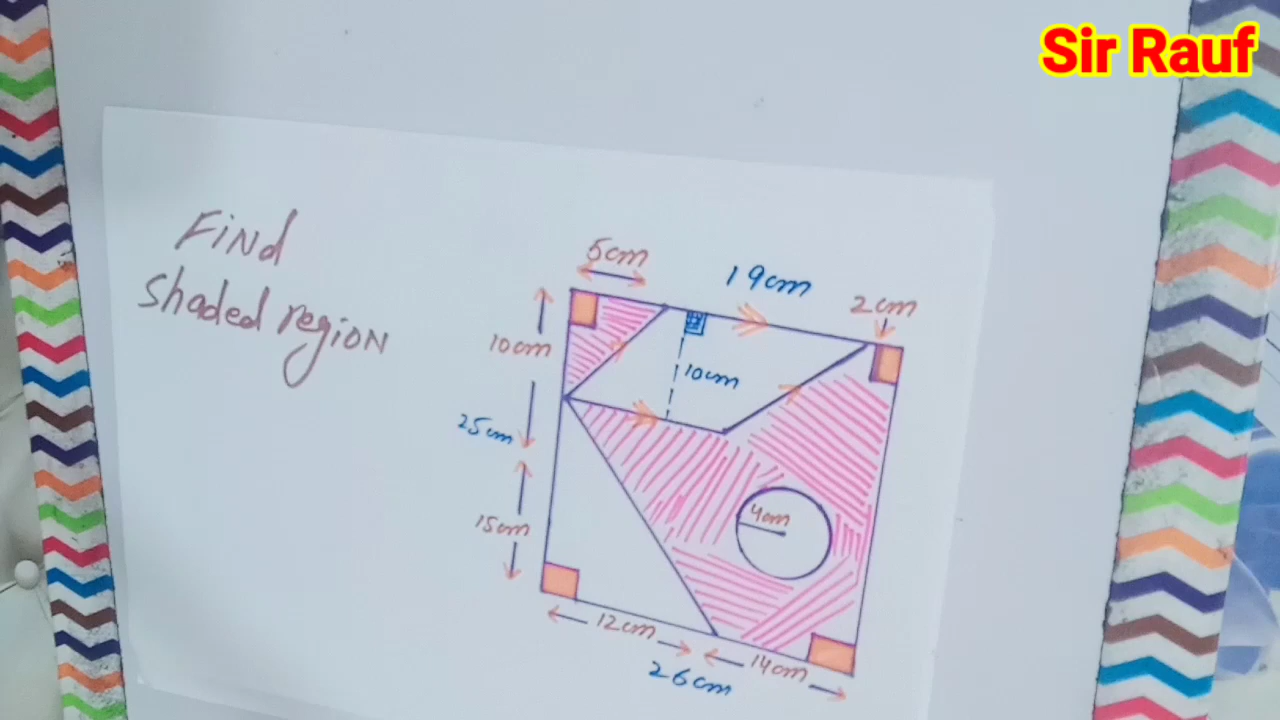 Sir Rauf
FiNd
Shaded regioN
5cm
19cm
2cm
10cm
10cm
25cm
15cm
4cm
12cm
14cm
26cm